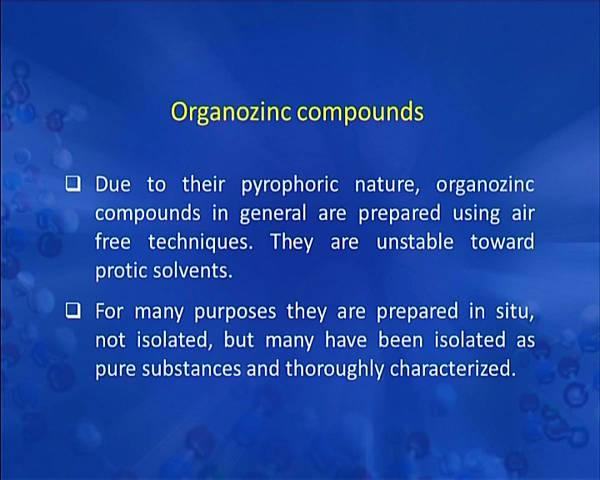 Organozinc compounds
Due to their pyrophoric nature, organozinc
compounds in general are prepared using air
free techniques. They are unstable toward
protic solvents.
For many purposes they are prepared in situ,
not isolated, but many have been isolated as
pure substances and thoroughly characterized.